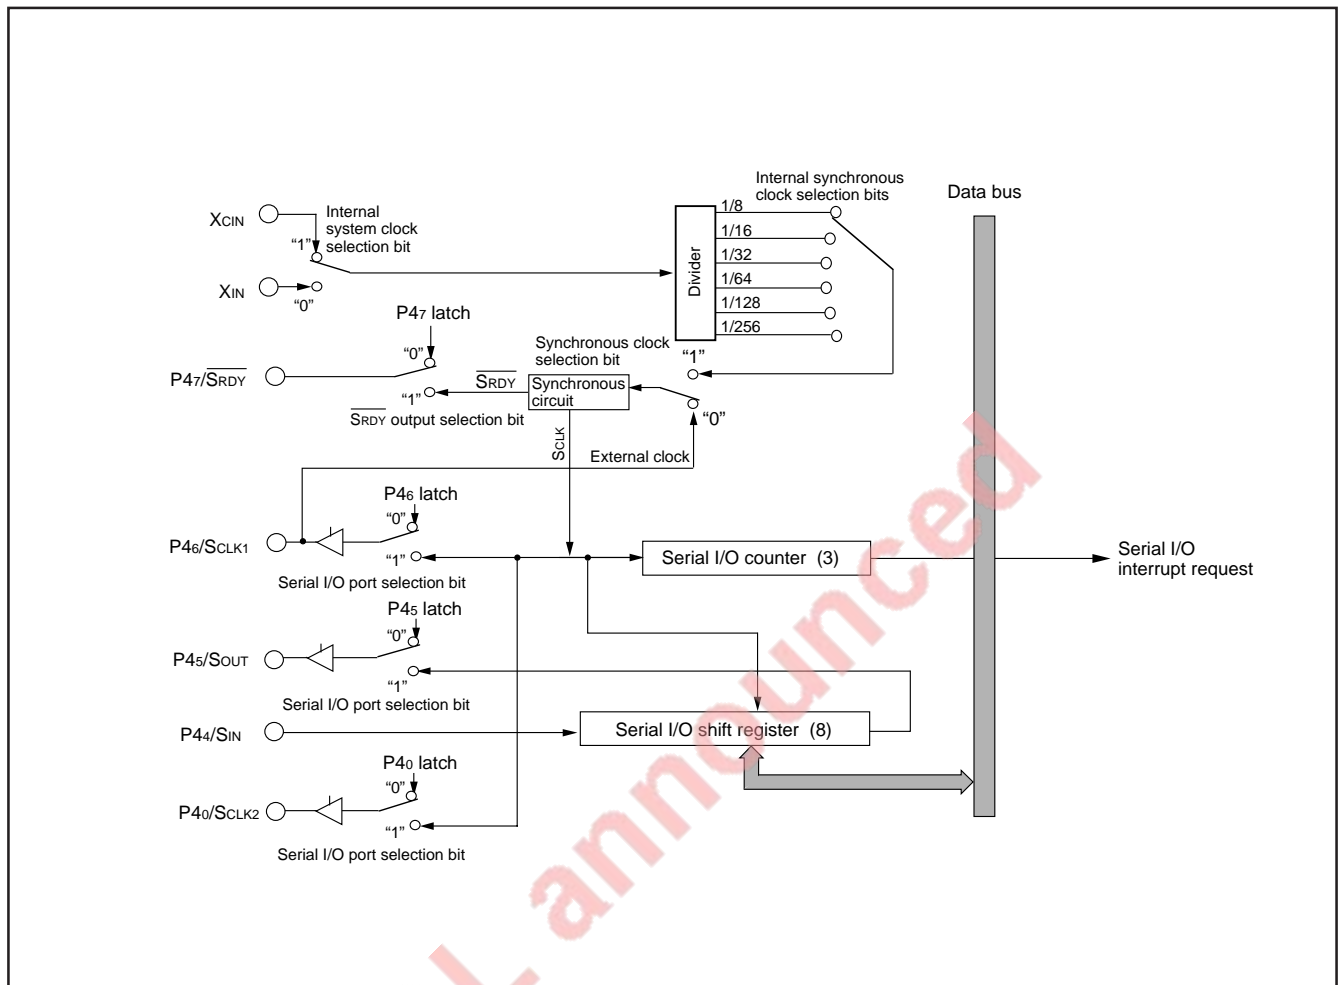 Internal synchronous
clock selection bits
Data bus
XCIN
Internal
system clock
selection bit
"1"
XIN
"0"
Divider
1/8
1/16
1/32
1/64
1/128
1/256
P47 latch
"0"
P47/SRDY
"1"
SRDY output selection bit
SRDY
Synchronous clock
selection bit
Synchronous
circuit
"1"
"0"
SCLK
External clock
P46 latch
"0"
P46/SCLK1
"1"
Serial I/O port selection bit
Serial I/O counter (3)
Serial I/O
interrupt request
P45 latch
"0"
P45/SOUT
"1"
Serial I/O port selection bit
P44/SIN
Serial I/O shift register (8)
P40 latch
"0"
P40/SCLK2
"1"
Serial I/O port selection bit
L announced